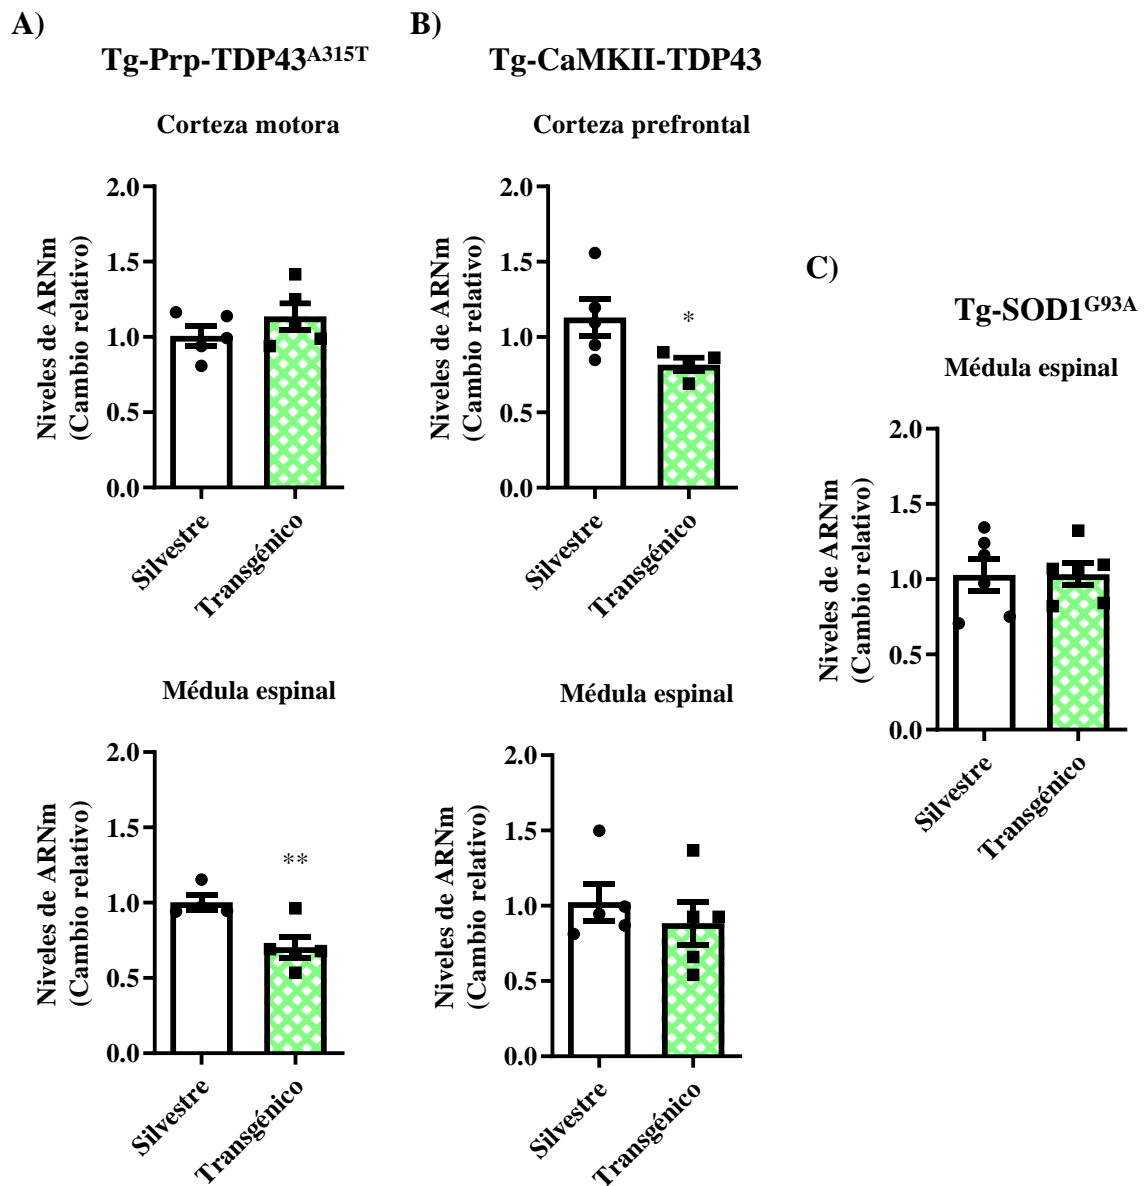 A)
Tg-Prp-TDP43A315T
Corteza motora
Niveles de ARNm
(Cambio relativo)
2.0
1.5
1.0
0.5
0.0
Silvestre
Transgénico
Médula espinal
Niveles de ARNm
(Cambio relativo)
2.0
1.5
1.0
0.5
0.0
**
Silvestre
Transgénico
B)
Tg-CaMKII-TDP43
Corteza prefrontal
Niveles de ARNm
(Cambio relativo)
2.0
1.5
1.0
0.5
0.0
*
Silvestre
Transgénico
Médula espinal
Niveles de ARNm
(Cambio relativo)
2.0
1.5
1.0
0.5
0.0
Silvestre
Transgénico
C)
Tg-SOD1G93A
Médula espinal
Niveles de ARNm
(Cambio relativo)
2.0
1.5
1.0
0.5
0.0
Silvestre
Transgénico